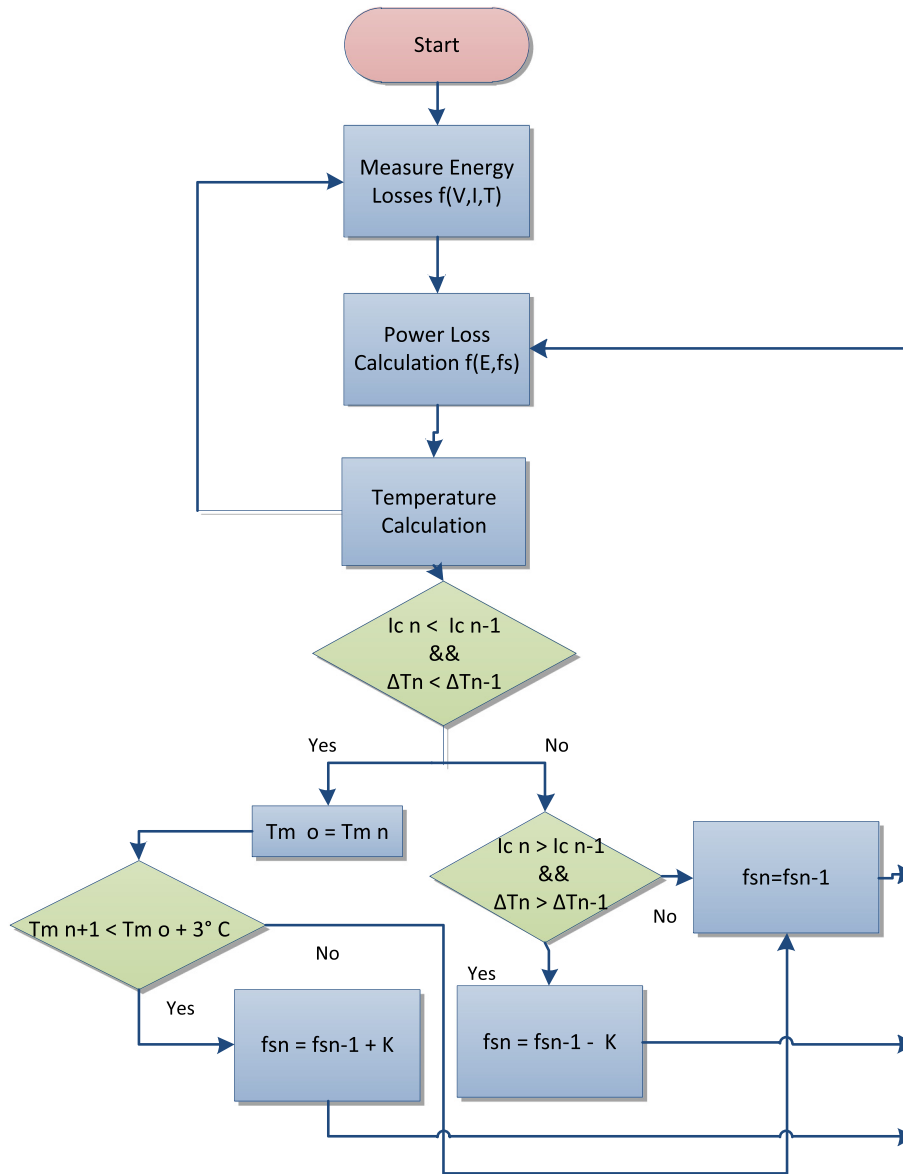 Start
Measure Energy
Losses f(V,I,T)
Power Loss
Calculation f(E,fs)
Temperature
Calculation
Ic n < Ic n-1
&&
ΔTn < ΔTn-1
Yes
No
Tm o = Tm n
Ic n > Ic n-1
&&
ΔTn > ΔTn-1
fsn=fsn-1
No
Tm n+1 < Tm o + 3° C
No
Yes
Yes
fsn = fsn-1 + K
fsn = fsn-1 - K